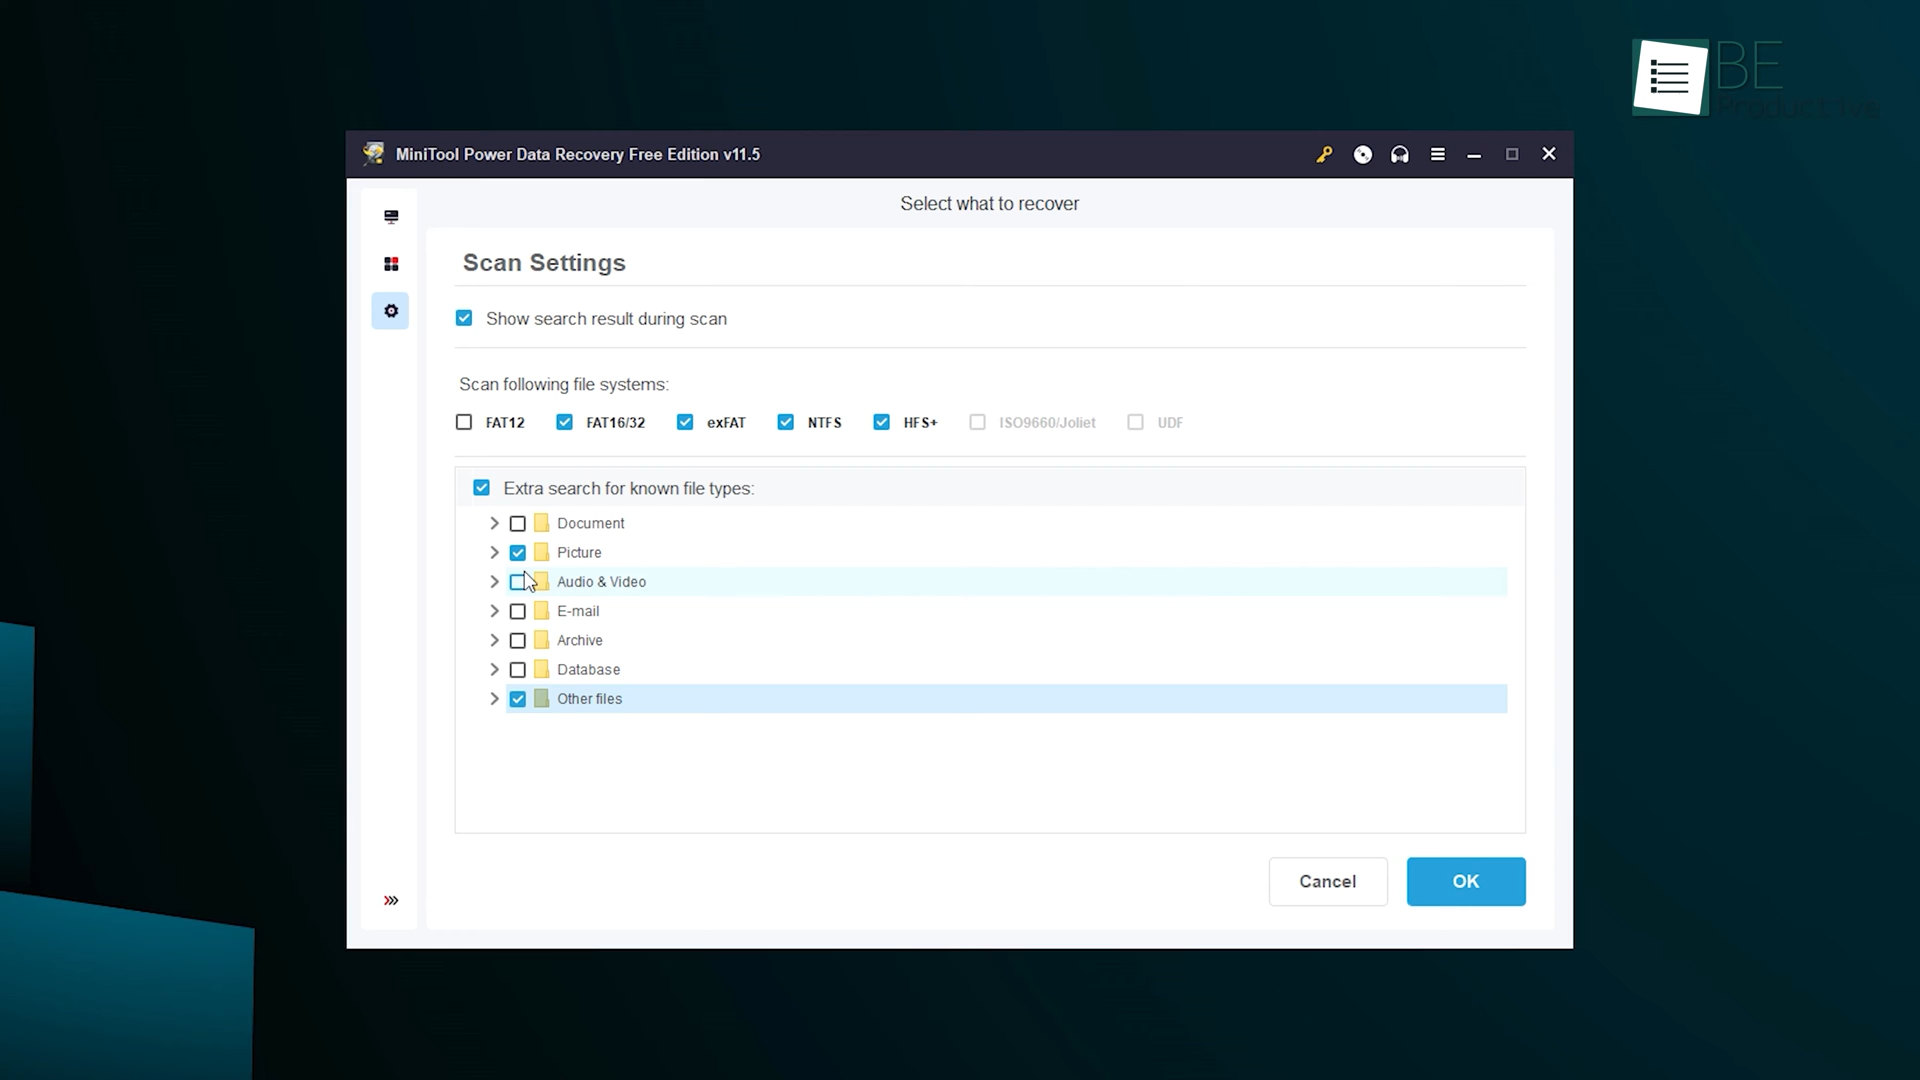 BE
Productive
MiniTool Power Data Recovery Free Edition v11.5
Select what to recover
Scan Settings
Show search result during scan
Scan following file systems:
FAT12 FAT16/32 exFAT NTFS HFS+ ISO9660/Joliet UDF
Extra search for known file types:
Document
Picture
Audio & Video
E-mail
Archive
Database
Other files
Cancel OK